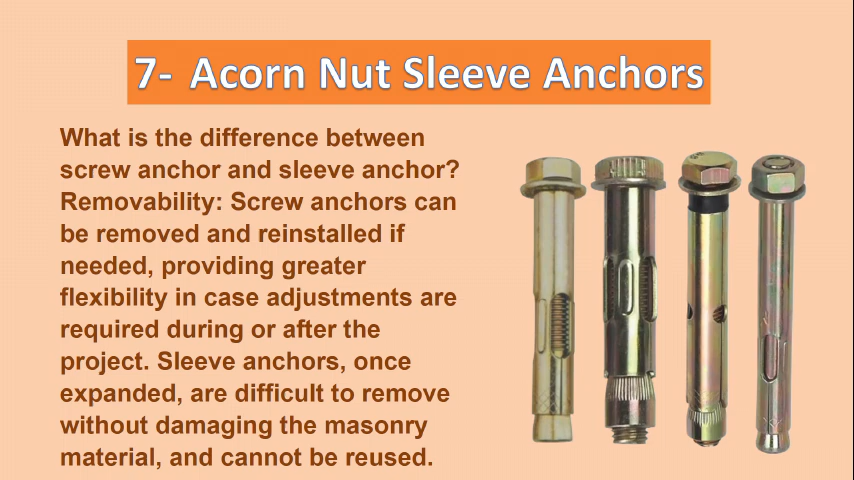 7- Acorn Nut Sleeve Anchors
What is the difference between
screw anchor and sleeve anchor?
Removability: Screw anchors can
be removed and reinstalled if
needed, providing greater
flexibility in case adjustments are
required during or after the
project. Sleeve anchors, once
expanded, are difficult to remove
without damaging the masonry
material, and cannot be reused.